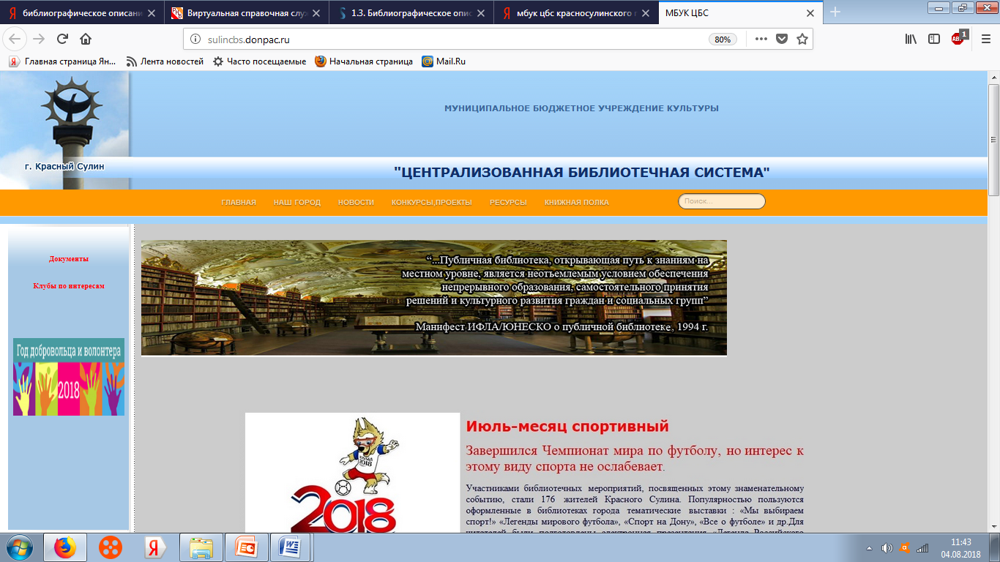 библиографическое описани
Виртуальная справочная слу
1.3. Библиографическое опис
мбук цбс красносулинского г
МБУК ЦБС
sulincbs.donpac.ru
80%
1
Главная страница Ян...
Лента новостей
Часто посещаемые
Начальная страница
Mail.Ru
МУНИЦИПАЛЬНОЕ БЮДЖЕТНОЕ УЧРЕЖДЕНИЕ КУЛЬТУРЫ
г. Красный Сулин
"ЦЕНТРАЛИЗОВАННАЯ БИБЛИОТЕЧНАЯ СИСТЕМА"
ГЛАВНАЯ НАШ ГОРОД НОВОСТИ КОНКУРСЫ,ПРОЕКТЫ РЕСУРСЫ КНИЖНАЯ ПОЛКА Поиск...
Документы
Клубы по интересам
Год добровольца и волонтера
2018
“...Публичная библиотека, открывающая путь к знаниям на
местном уровне, является неотъемлемым условием обеспечения
непрерывного образования, самостоятельного принятия
решений и культурного развития граждан и социальных групп”
Манифест ИФЛА/ЮНЕСКО о публичной библиотеке, 1994 г.
RUSSIA
2018
2018
Июль-месяц спортивный
Завершился Чемпионат мира по футболу, но интерес к
этому виду спорта не ослабевает.
Участниками библиотечных мероприятий, посвященных этому знаменательному
событию, стали 176 жителей Красного Сулина. Популярностью пользуются
оформленные в библиотеках города тематические выставки : «Мы выбираем
спорт!» «Легенды мирового футбола», «Спорт на Дону», «Все о футболе» и др.Для
11:43
04.08.2018